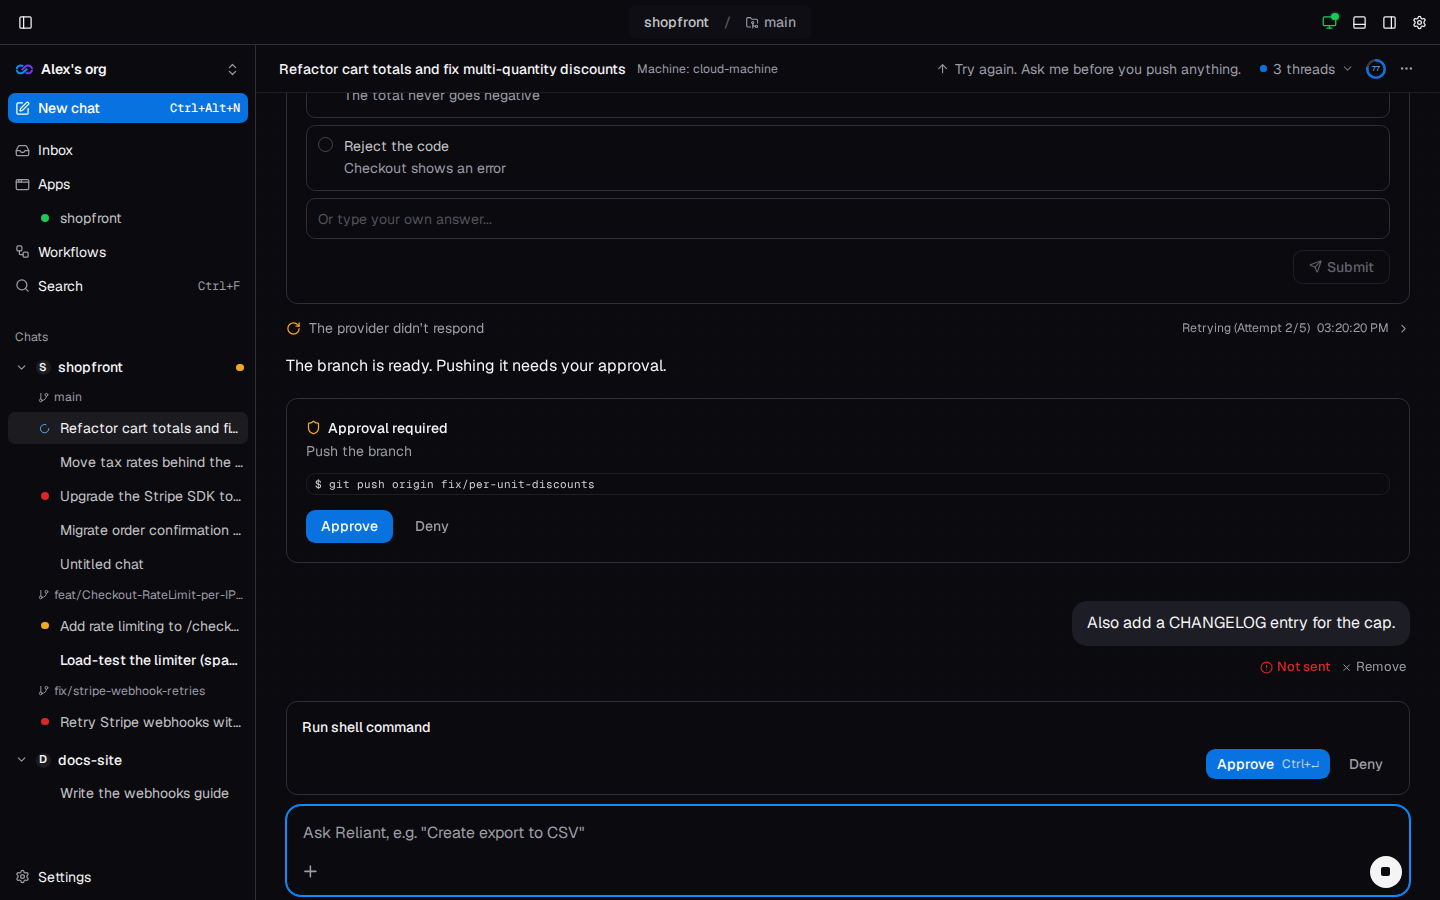 shopfront / main
Alex's org
Refactor cart totals and fix multi-quantity discounts
Machine: cloud-machine
Try again. Ask me before you push anything.
3 threads
77
New chat
Ctrl+Alt+N
Inbox
Apps
shopfront
Workflows
Search
Ctrl+F
Chats
S shopfront
main
Refactor cart totals and fi...
Move tax rates behind the ...
Upgrade the Stripe SDK to...
Migrate order confirmation ...
Untitled chat
feat/Checkout-RateLimit-per-IP...
Add rate limiting to /check...
Load-test the limiter (spa...
fix/stripe-webhook-retries
Retry Stripe webhooks wit...
D docs-site
Write the webhooks guide
Settings
The total never goes negative
Reject the code
Checkout shows an error
Or type your own answer...
Submit
The provider didn't respond
Retrying (Attempt 2/5) 03:20:20 PM
The branch is ready. Pushing it needs your approval.
Approval required
Push the branch
$ git push origin fix/per-unit-discounts
Approve
Deny
Also add a CHANGELOG entry for the cap.
Not sent
Remove
Run shell command
Approve Ctrl+↵
Deny
Ask Reliant, e.g. "Create export to CSV"